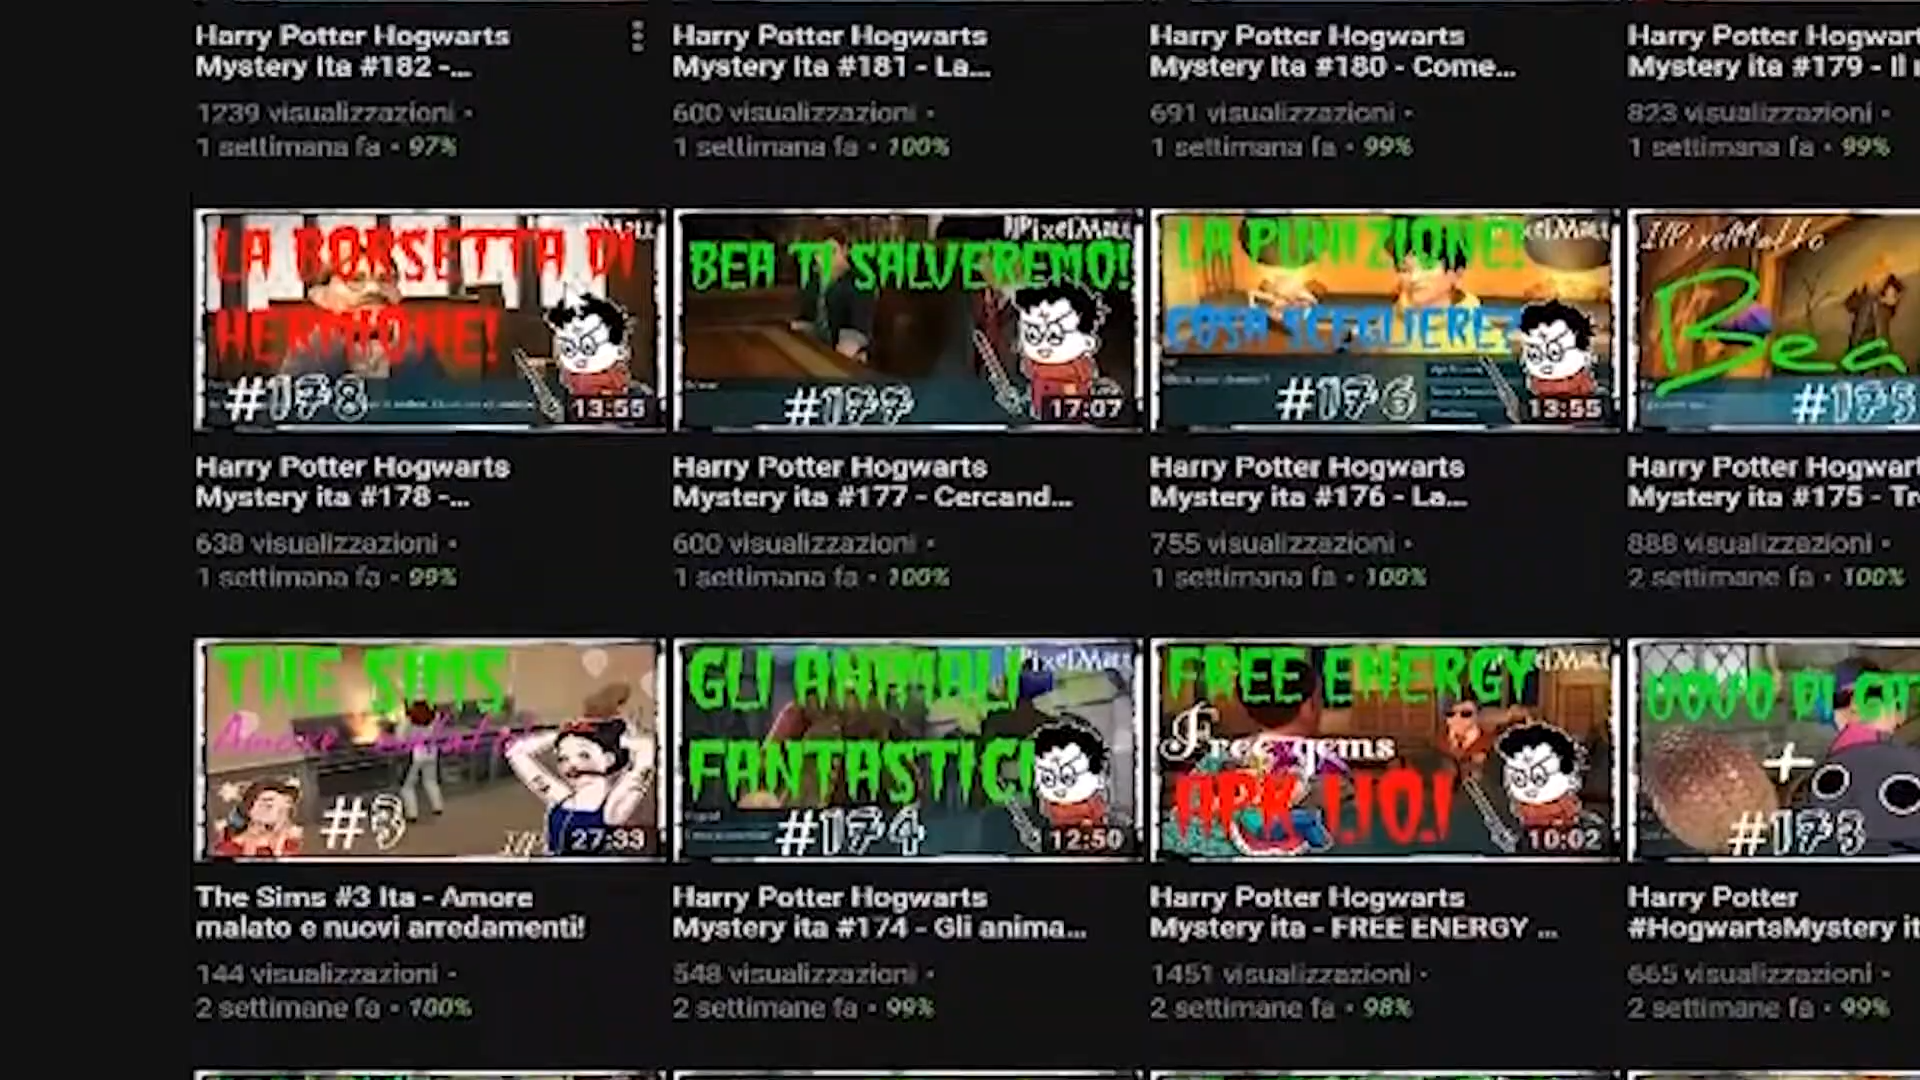 Harry Potter Hogwarts
Mystery Ita #182 -...
1239 visualizzazioni •
1 settimana fa • 97%
Harry Potter Hogwarts
Mystery Ita #181 - La...
600 visualizzazioni •
1 settimana fa • 100%
Harry Potter Hogwarts
Mystery Ita #180 - Come...
691 visualizzazioni •
1 settimana fa • 99%
Harry Potter Hogwart
Mystery ita #179 - Il
823 visualizzazioni •
1 settimana fa • 99%
LA BORSETTA DI
HERMIONE!
#178
13:55
Harry Potter Hogwarts
Mystery ita #178 -...
638 visualizzazioni •
1 settimana fa • 99%
IlPixelMatt
BEA TI SALVEREMO!
#177
17:07
Harry Potter Hogwarts
Mystery ita #177 - Cercand...
600 visualizzazioni •
1 settimana fa • 100%
xelMatt
LA PUNIZIONE!
COSA SCEGLIERE?
#176
13:55
Harry Potter Hogwarts
Mystery ita #176 - La...
755 visualizzazioni •
1 settimana fa • 100%
IlPixelMatto
Bea
#175
Harry Potter Hogwart
Mystery ita #175 - Tr
888 visualizzazioni •
2 settimane fa • 100%
THE SIMS
Amore malato
#3
27:33
The Sims #3 Ita - Amore
malato e nuovi arredamenti!
144 visualizzazioni •
2 settimane fa • 100%
PixelMatt
GLI ANIMALI
FANTASTICI
#174
12:50
Harry Potter Hogwarts
Mystery ita #174 - Gli anima...
548 visualizzazioni •
2 settimane fa • 99%
FREE ENERGY
Free gems
APK IJO!
10:02
Harry Potter Hogwarts
Mystery ita - FREE ENERGY ...
1451 visualizzazioni •
2 settimane fa • 98%
UOVO DI
+
#173
Harry Potter
#HogwartsMystery it
665 visualizzazioni •
2 settimane fa • 99%